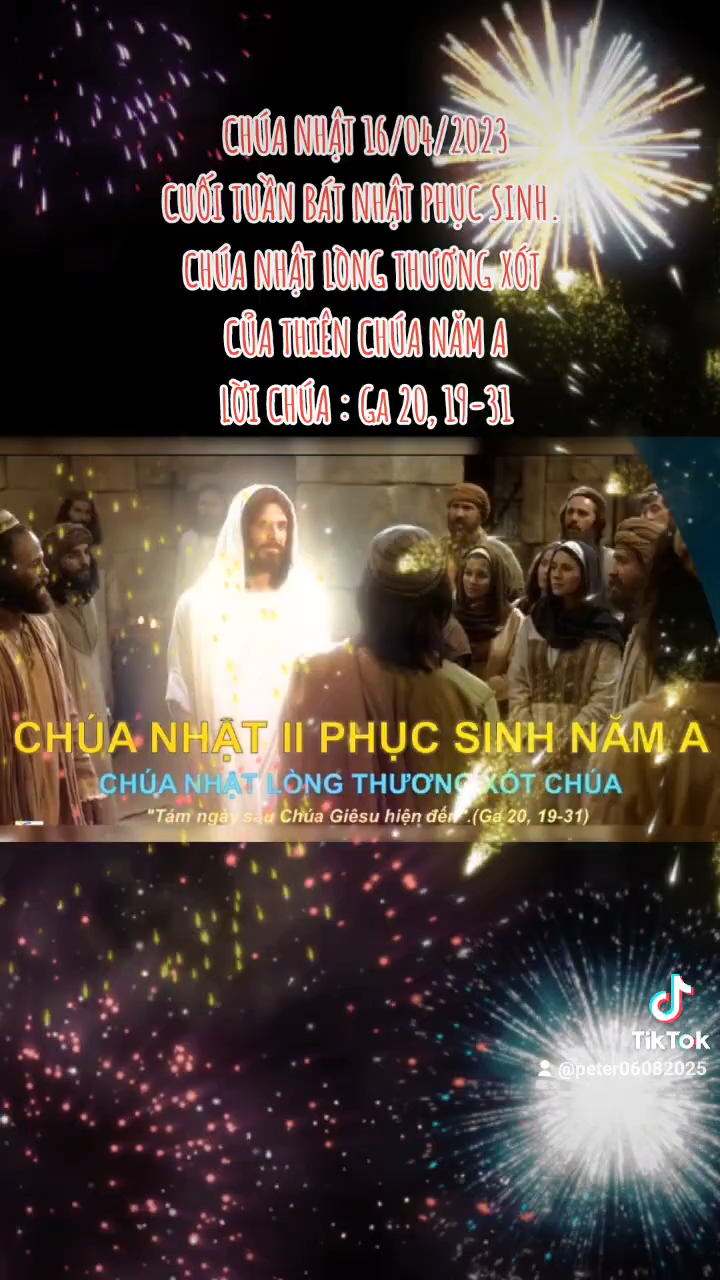 CHÚA NHẬT 16/04/2023
CUỐI TUẦN BÁT NHẬT PHỤC SINH.
CHÚA NHẬT LÒNG THƯƠNG XÓT
CỦA THIÊN CHÚA NĂM A
LỜI CHÚA : Ga 20, 19-31
CHÚA NHẬT II PHỤC SINH NĂM A
CHÚA NHẬT LÒNG THƯƠNG XÓT CHÚA
"Tám ngày sau Chúa Giêsu hiện đến".(Ga 20, 19-31)
TikTok
@peter06082025